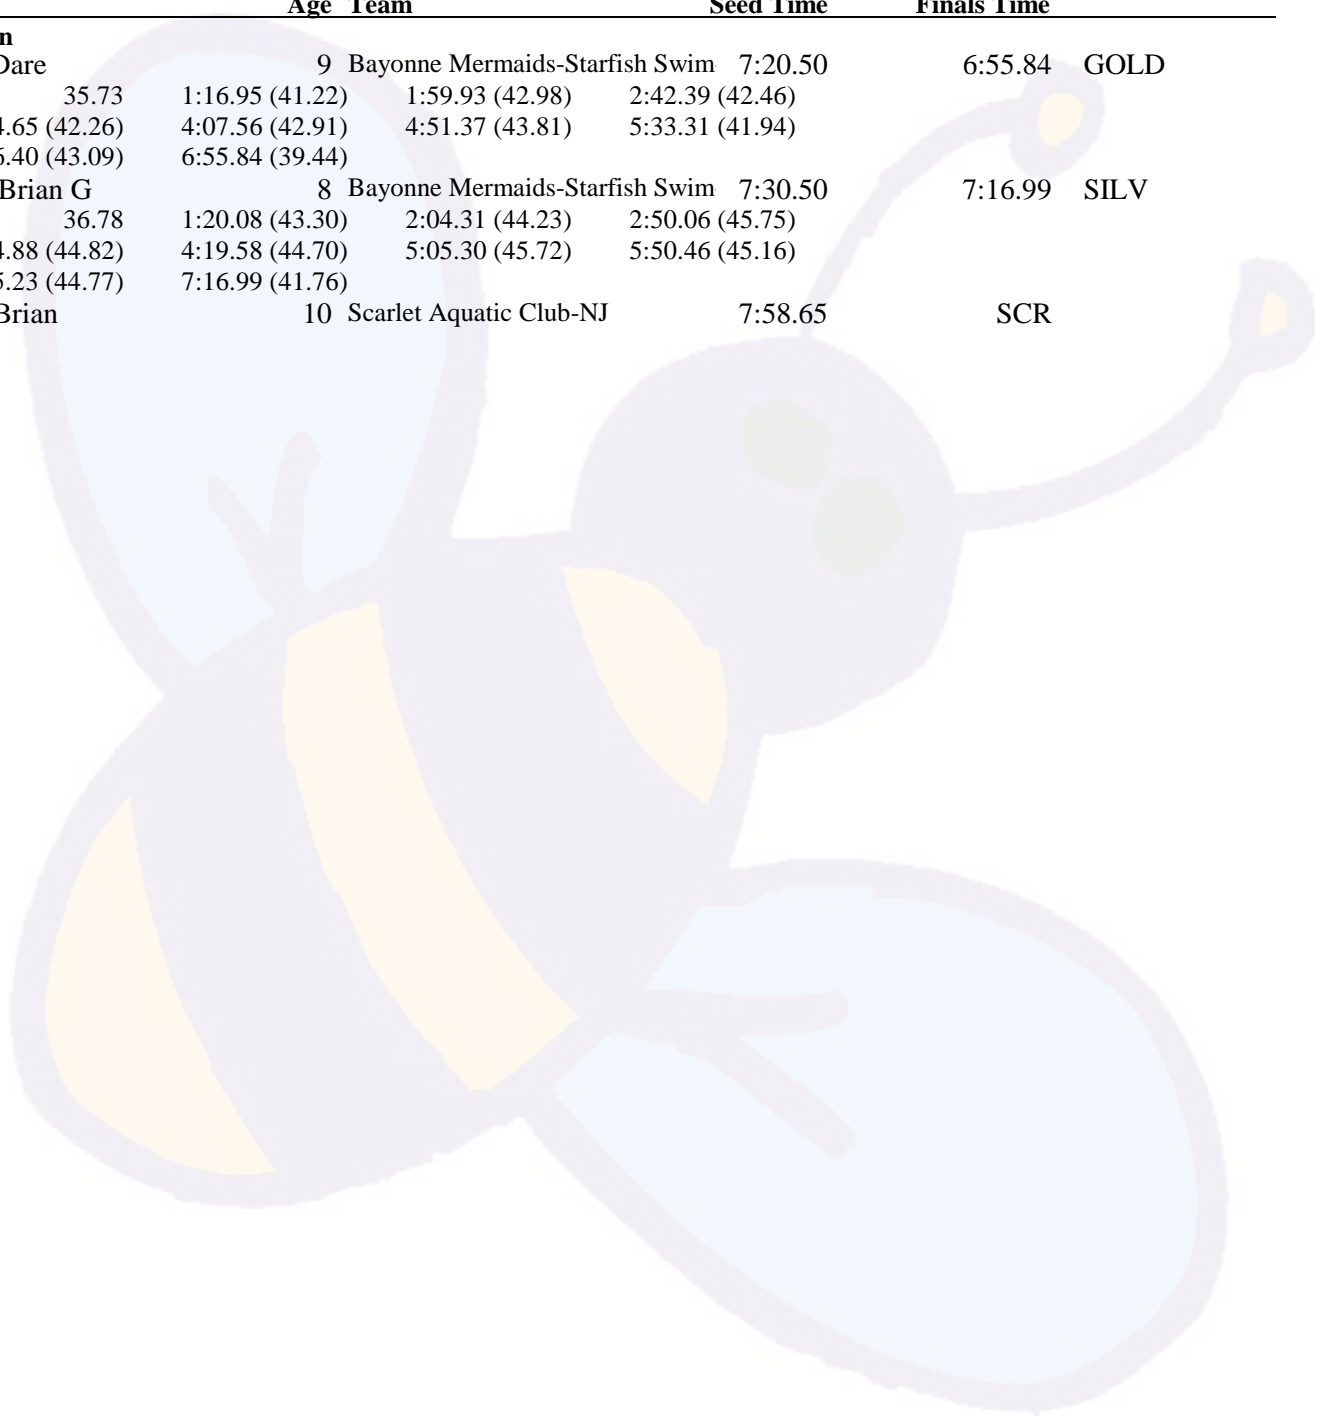 Age Team Seed Time Finals Time
n
Dare 9 Bayonne Mermaids-Starfish Swim- 7:20.50 6:55.84 GOLD
35.73 1:16.95 (41.22) 1:59.93 (42.98) 2:42.39 (42.46)
4.65 (42.26) 4:07.56 (42.91) 4:51.37 (43.81) 5:33.31 (41.94)
6.40 (43.09) 6:55.84 (39.44)
Brian G 8 Bayonne Mermaids-Starfish Swim- 7:30.50 7:16.99 SILV
36.78 1:20.08 (43.30) 2:04.31 (44.23) 2:50.06 (45.75)
4.88 (44.82) 4:19.58 (44.70) 5:05.30 (45.72) 5:50.46 (45.16)
5.23 (44.77) 7:16.99 (41.76)
Brian 10 Scarlet Aquatic Club-NJ 7:58.65 SCR